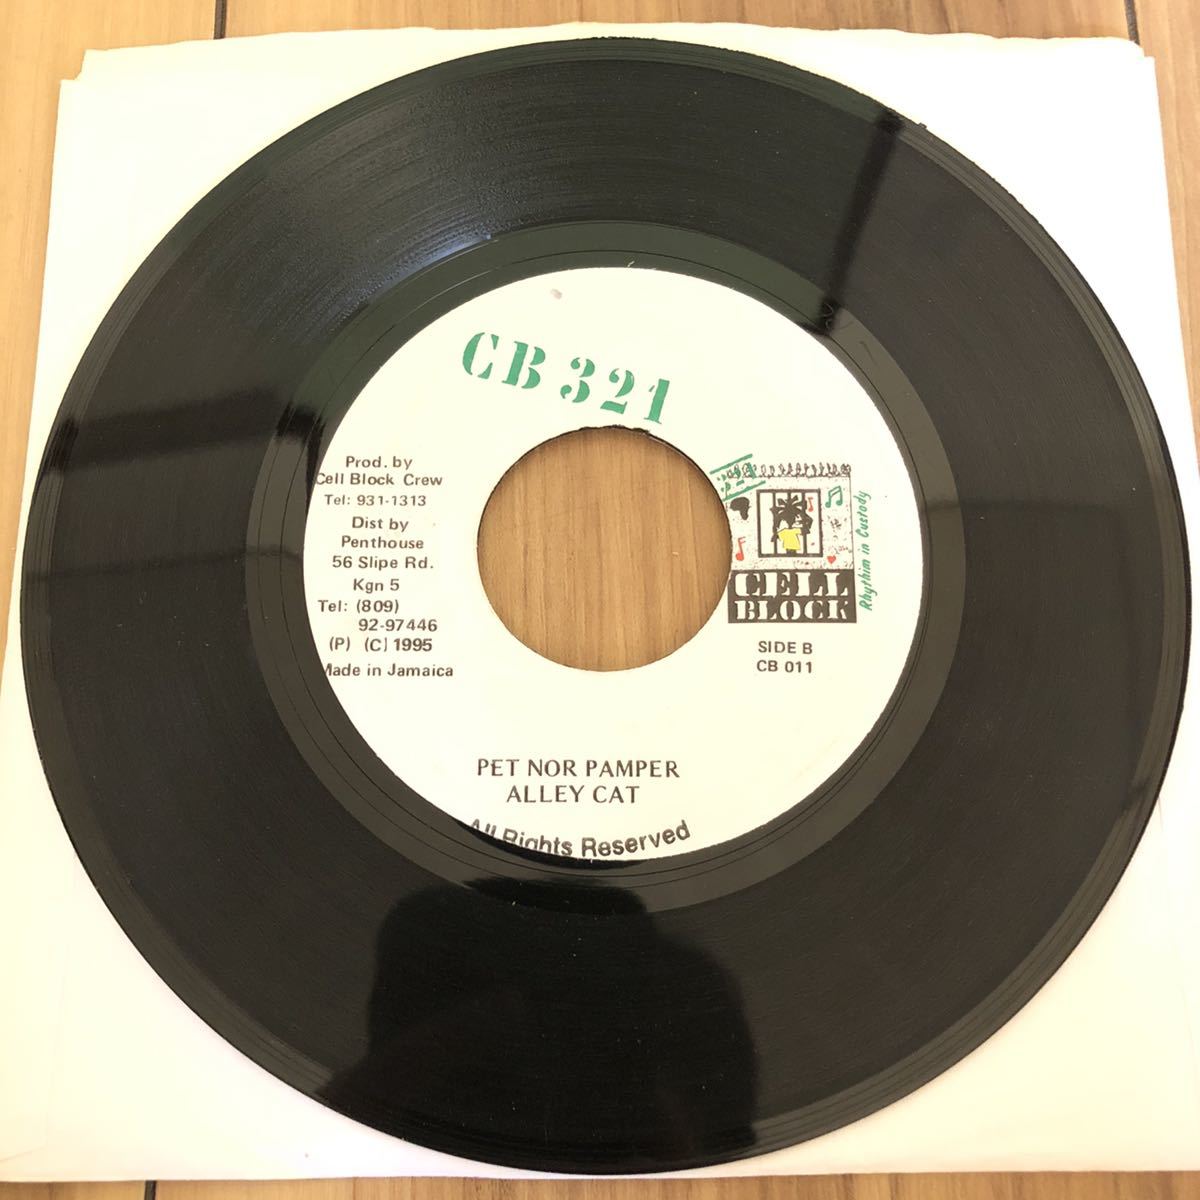 CB 321
Prod. by
Cell Block Crew
Tel: 931-1313
Dist by
Penthouse
56 Slipe Rd.
Kgn 5
Tel: (809)
92-97446
(P) (C) 1995
Made in Jamaica
321
CELL
BLOCK
Rhythim in Custody
SIDE B
CB 011
PET NOR PAMPER
ALLEY CAT
All Rights Reserved